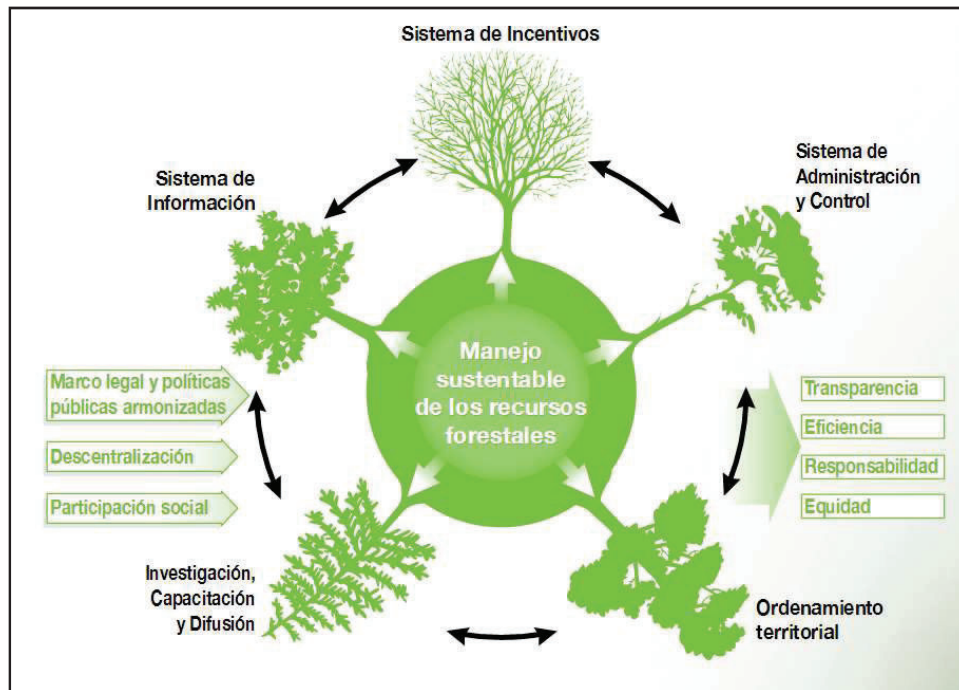 Sistema de Incentivos
Sistema de
Información
Sistema de
Administración
y Control
Manejo
sustentable
de los recursos
forestales
Marco legal y políticas
públicas armonizadas
Descentralización
Participación social
Transparencia
Eficiencia
Responsabilidad
Equidad
Investigación,
Capacitación
y Difusión
Ordenamiento
territorial